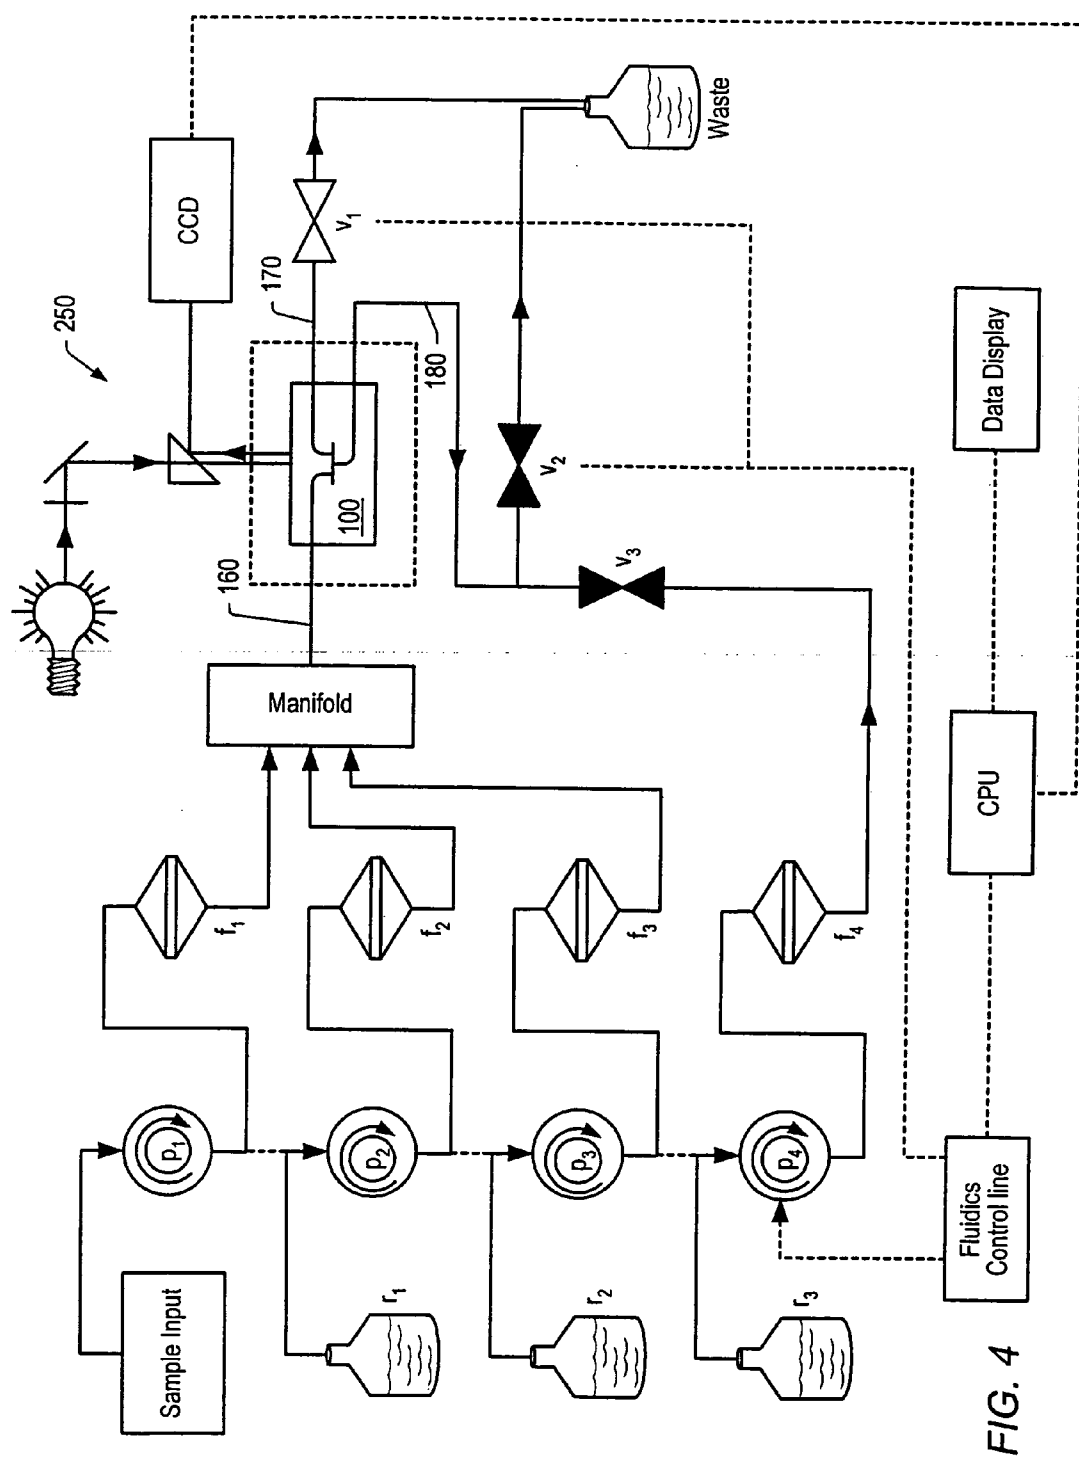 250
CCD
170
V1
Waste
160
100
180
V2
V3
Manifold
f1
f2
f3
f4
p1
p2
p3
p4
Sample Input
r1
r2
r3
Fluidics
Control line
CPU
Data Display
FIG. 4